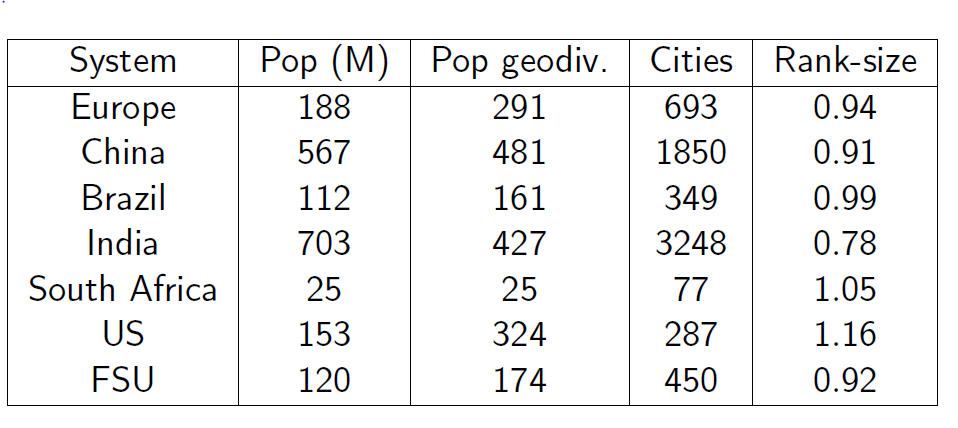 System Pop (M) Pop geodiv. Cities Rank-size
Europe 188 291 693 0.94
China 567 481 1850 0.91
Brazil 112 161 349 0.99
India 703 427 3248 0.78
South Africa 25 25 77 1.05
US 153 324 287 1.16
FSU 120 174 450 0.92